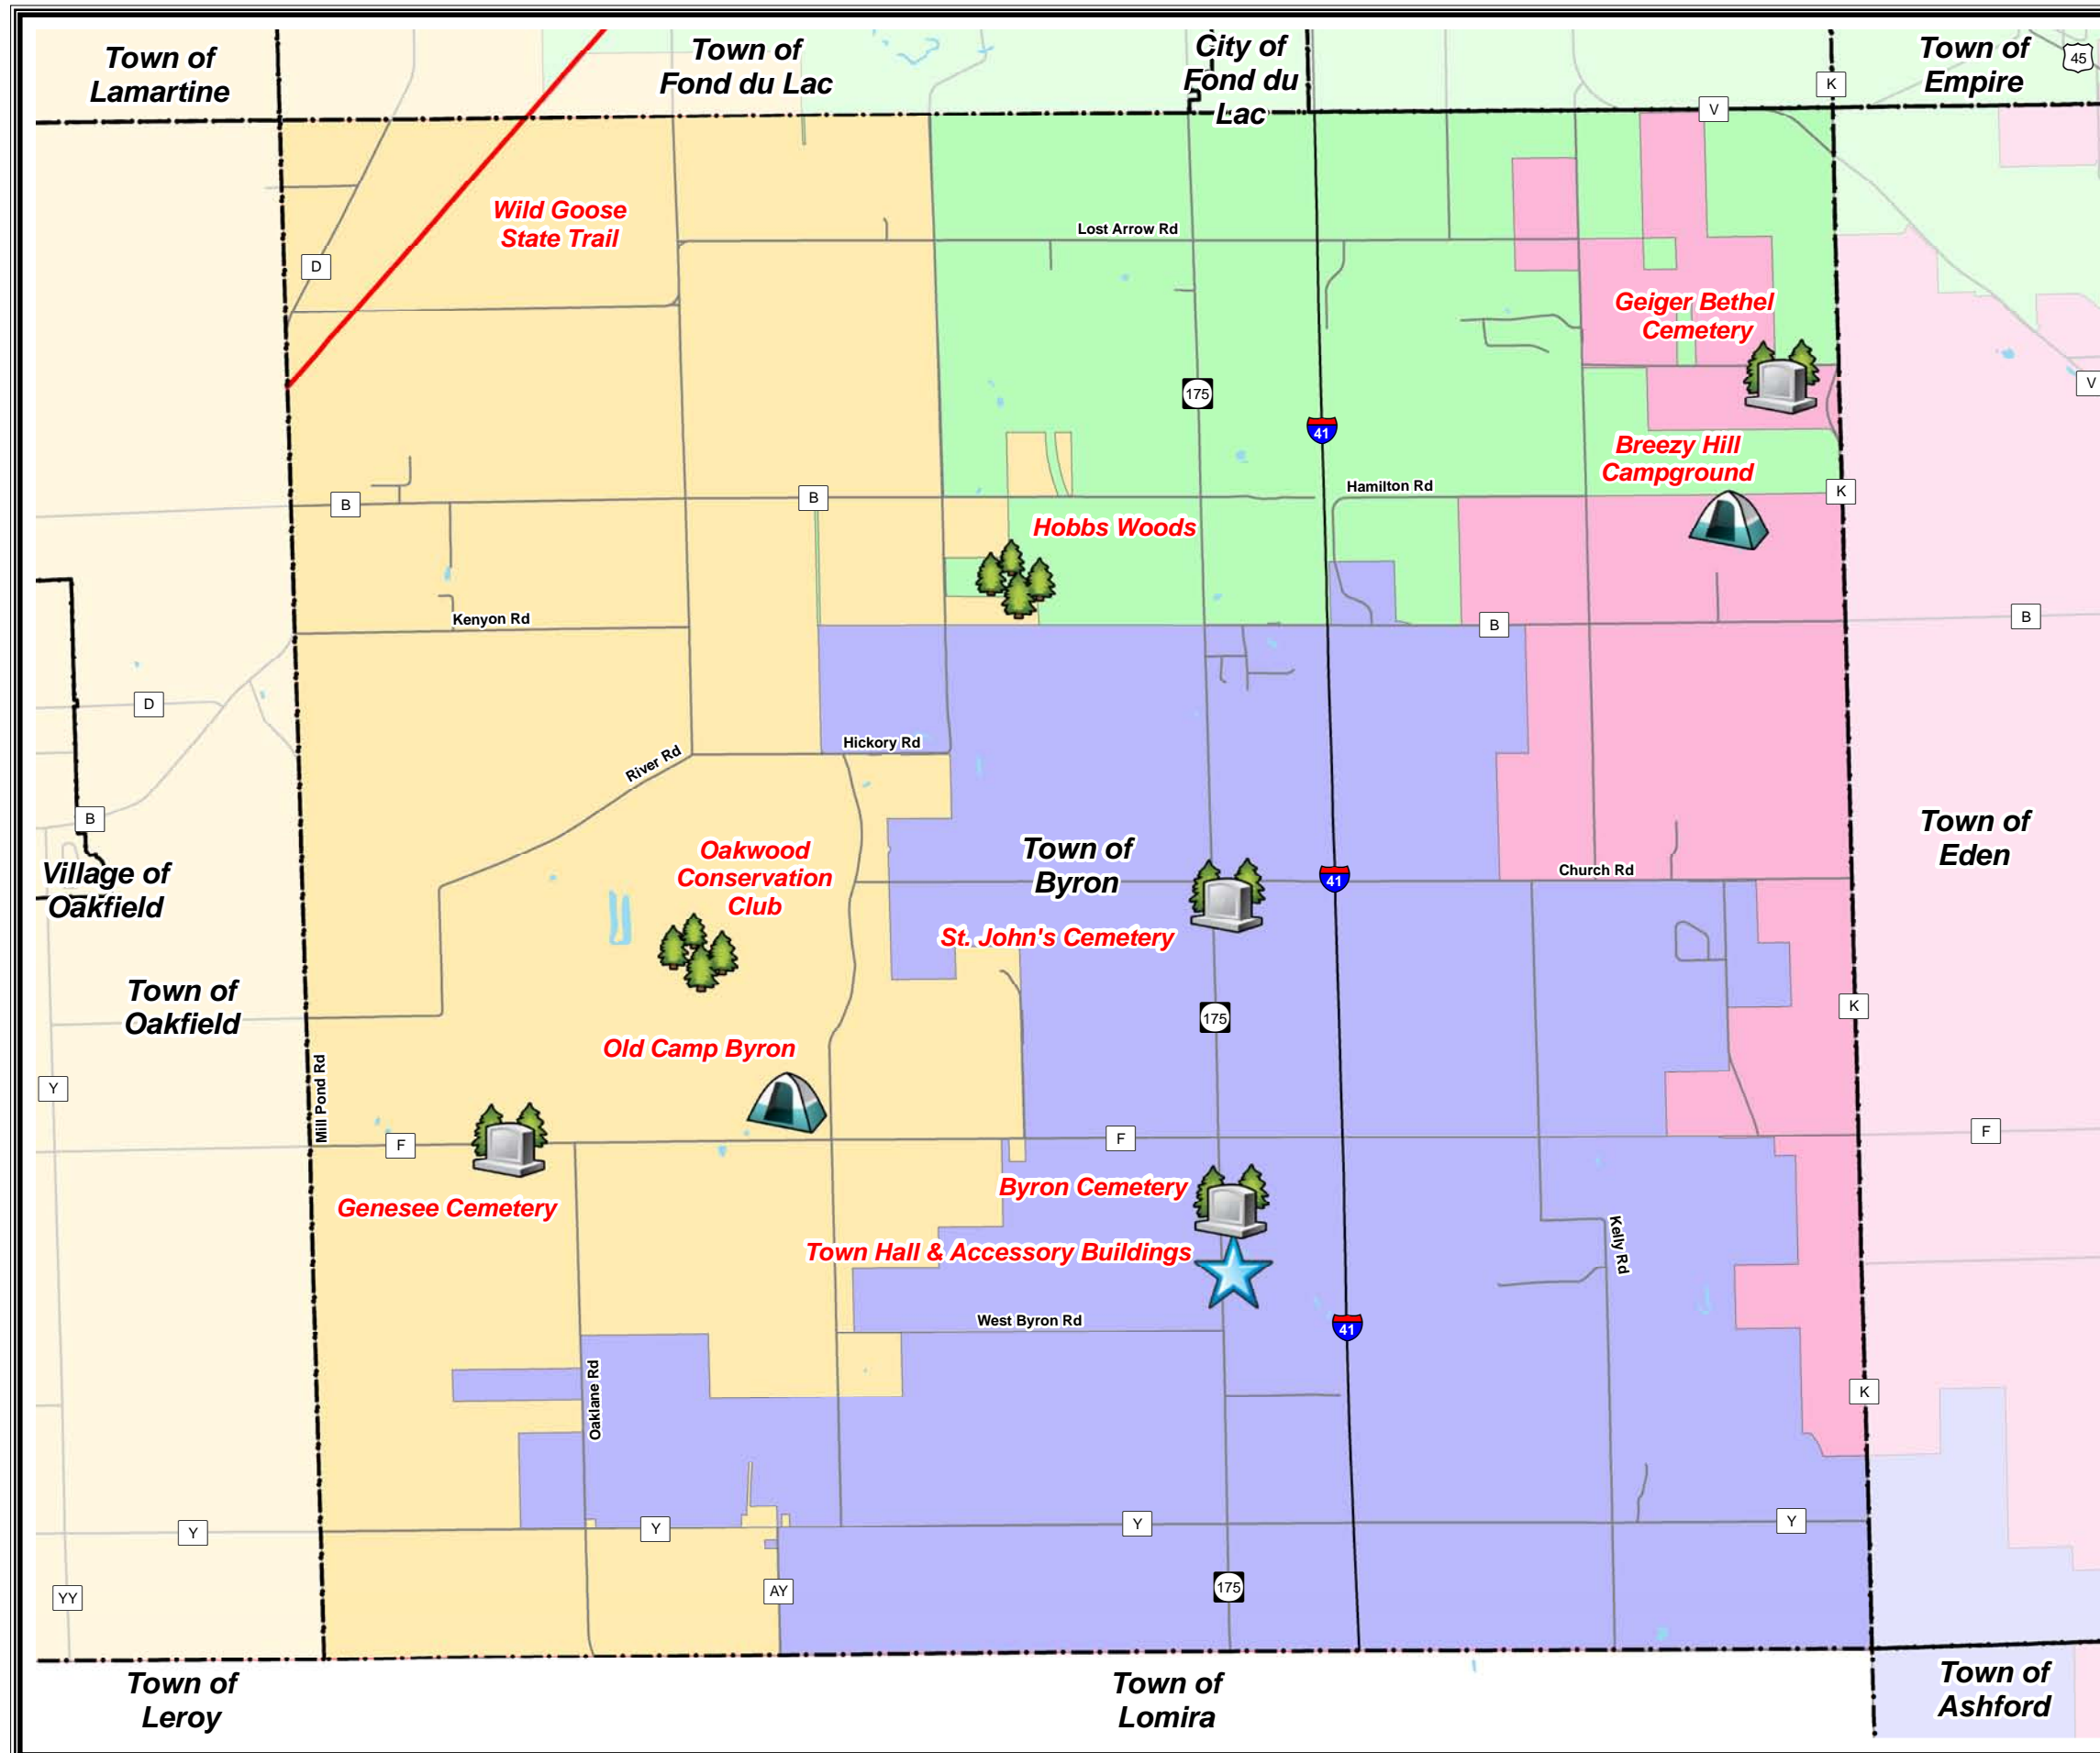 Town of
Lamartine
Town of
Fond du Lac
City of
Fond du
Lac
Town of
Empire
45
K
V
Wild Goose
State Trail
D
Lost Arrow Rd
Geiger Bethel
Cemetery
175
V
41
Breezy Hill
Campground
B
B
Hamilton Rd
K
Hobbs Woods
Kenyon Rd
B
B
D
River Rd
Hickory Rd
B
Village of
Oakfield
Oakwood
Conservation
Club
Town of
Byron
Town of
Eden
41
Church Rd
St. John's Cemetery
Town of
Oakfield
175
K
Old Camp Byron
Y
Mill Pond Rd
F
F
F
Genesee Cemetery
Byron Cemetery
Town Hall & Accessory Buildings
Kelly Rd
West Byron Rd
41
Oaklane Rd
K
Y
Y
Y
Y
YY
AY
175
Town of
Leroy
Town of
Lomira
Town of
Ashford